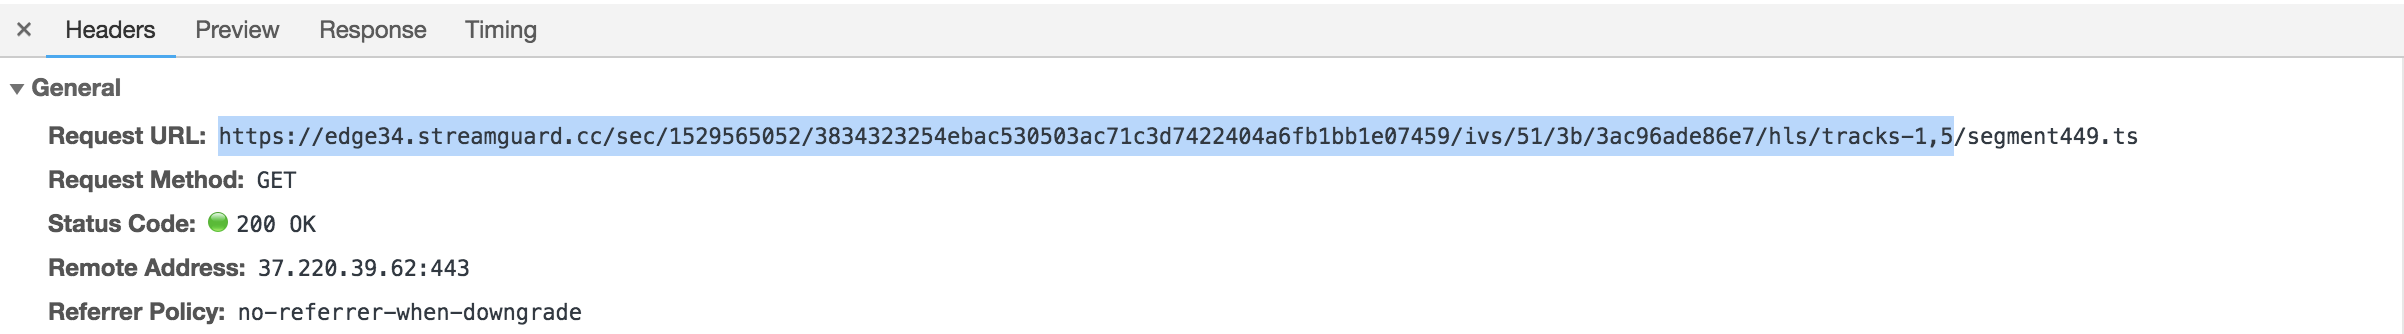 × Headers Preview Response Timing
▼ General
Request URL: https://edge34.streamguard.cc/sec/1529565052/3834323254ebac530503ac71c3d7422404a6fb1bb1e07459/ivs/51/3b/3ac96ade86e7/hls/tracks-1,5/segment449.ts
Request Method: GET
Status Code: 200 OK
Remote Address: 37.220.39.62:443
Referrer Policy: no-referrer-when-downgrade